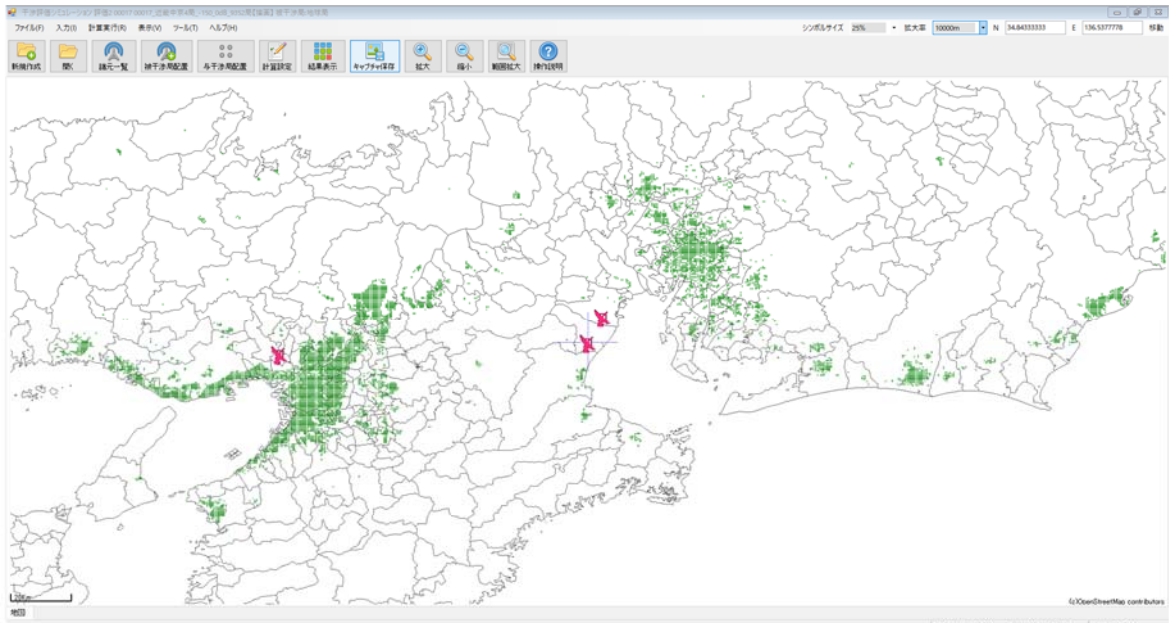 ファイル(F) 入力(I) 計算実行(R) 表示(V) ツール(T) ヘルプ(H) シンボルサイズ 25% 拡大率 10000m N 34.84333333 E 136.5377778 移動
新規作成 開く 諸元一覧 被干渉局配置 与干渉局配置 計算設定 結果表示 キャプチャ保存 拡大 縮小 範囲拡大 操作説明
(c)OpenStreetMap contributors
地図